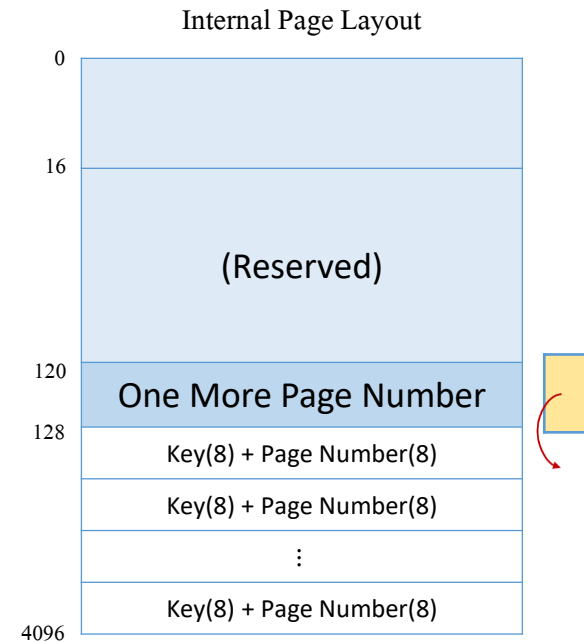 Internal Page Layout
0
16
(Reserved)
120
One More Page Number
128
Key(8) + Page Number(8)
Key(8) + Page Number(8)
⋮
Key(8) + Page Number(8)
4096